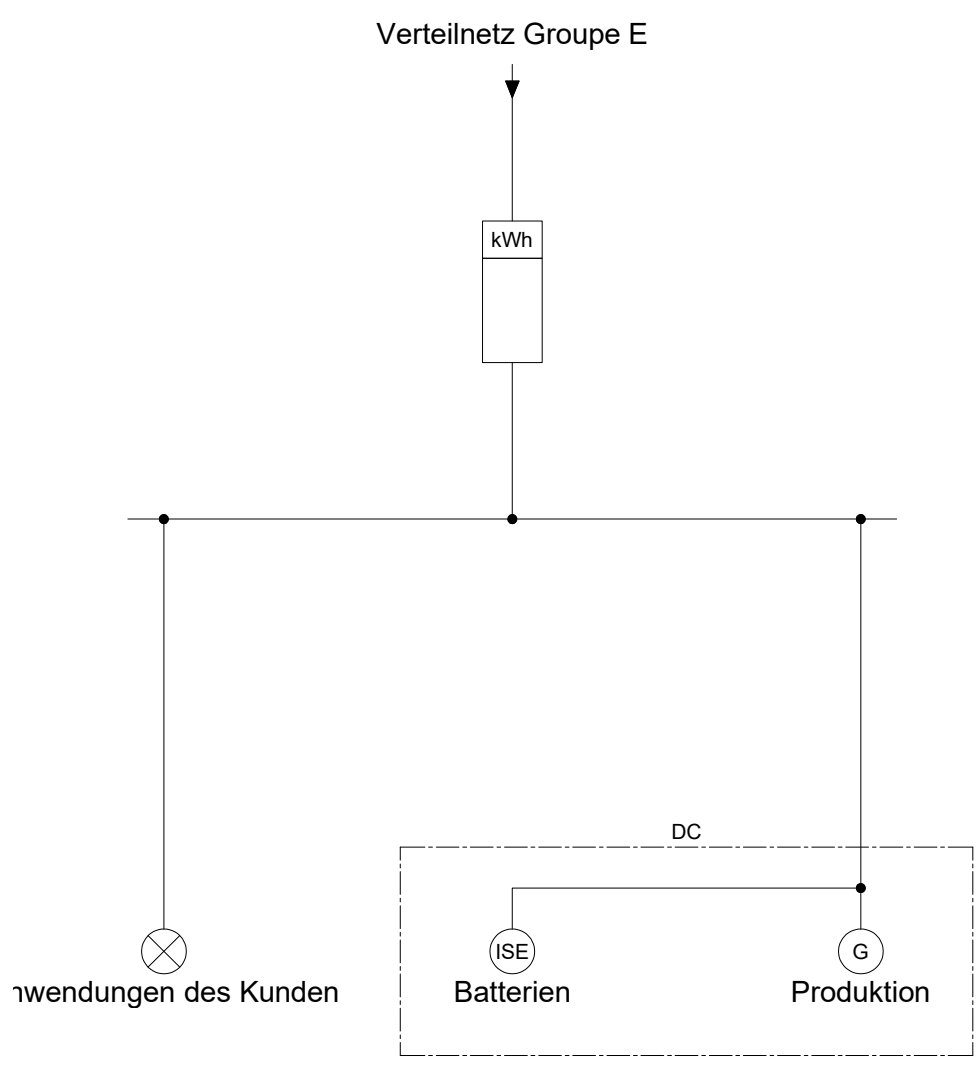 Verteilnetz Groupe E
kWh
DC
ISE
G
nwendungen des Kunden
Batterien
Produktion